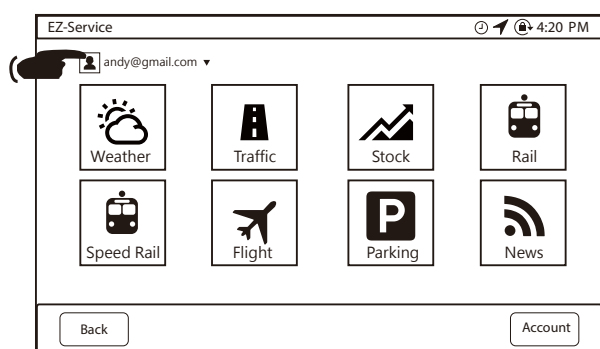 EZ-Service 4:20 PM
andy@gmail.com
Weather Traffic Stock Rail
P
Speed Rail Flight Parking News
Back Account